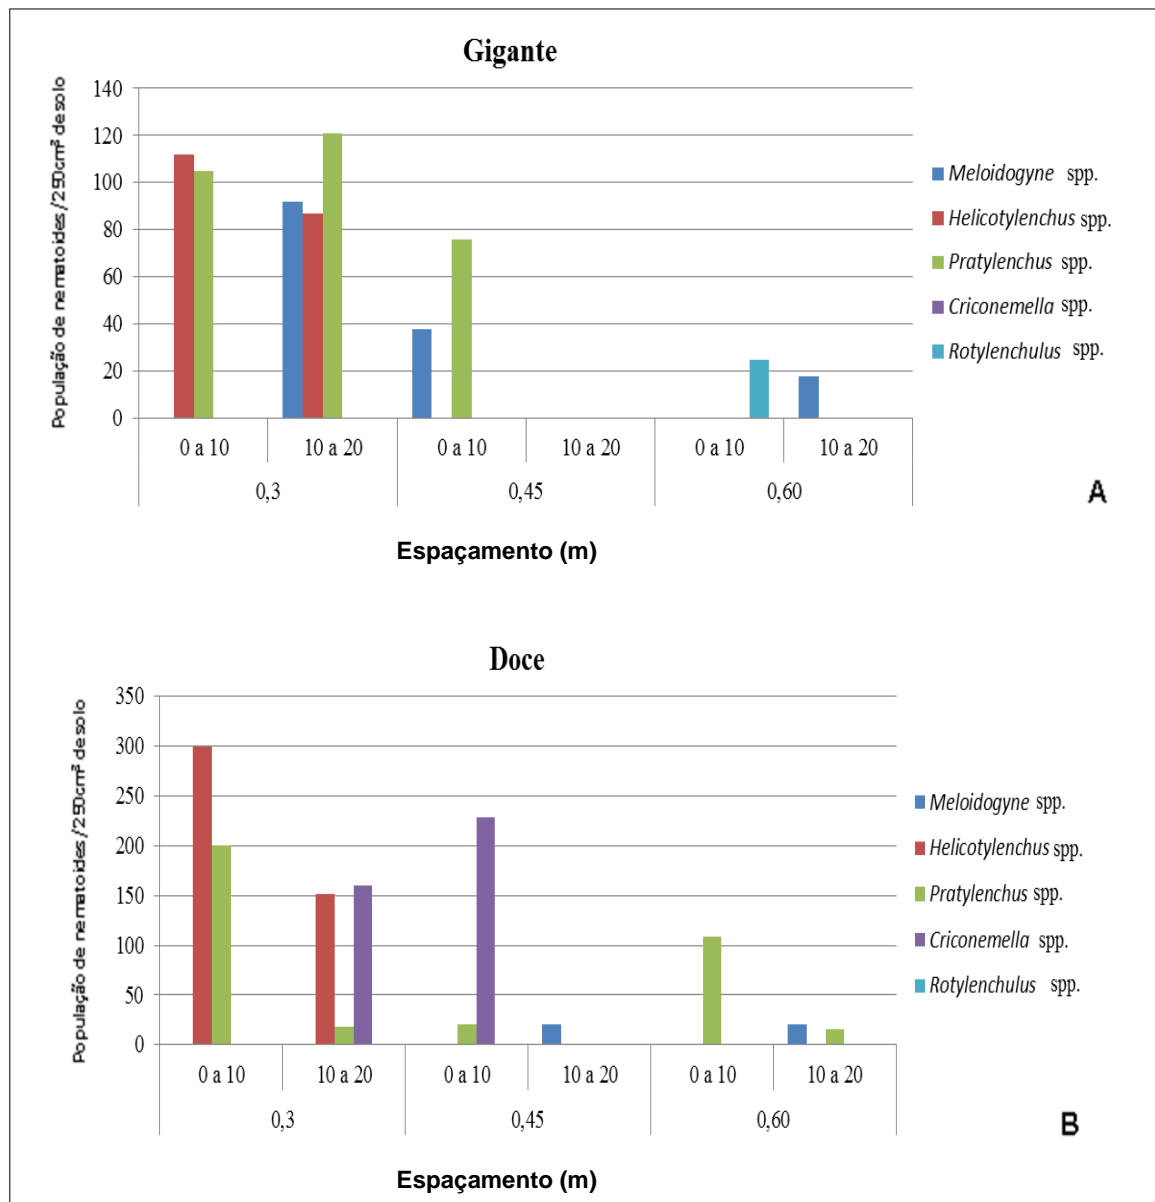 Gigante
População de nematoides/250cm³ de solo
140
120
100
80
60
40
20
0
0 a 10
10 a 20
0 a 10
10 a 20
0 a 10
10 a 20
0,3
0,45
0,60
Espaçamento (m)
Meloidogyne spp.
Helicotylenchus spp.
Pratylenchus spp.
Criconemella spp.
Rotylenchulus spp.
A
Doce
População de nematoides/250cm³ de solo
350
300
250
200
150
100
50
0
0 a 10
10 a 20
0 a 10
10 a 20
0 a 10
10 a 20
0,3
0,45
0,60
Espaçamento (m)
Meloidogyne spp.
Helicotylenchus spp.
Pratylenchus spp.
Criconemella spp.
Rotylenchulus spp.
B